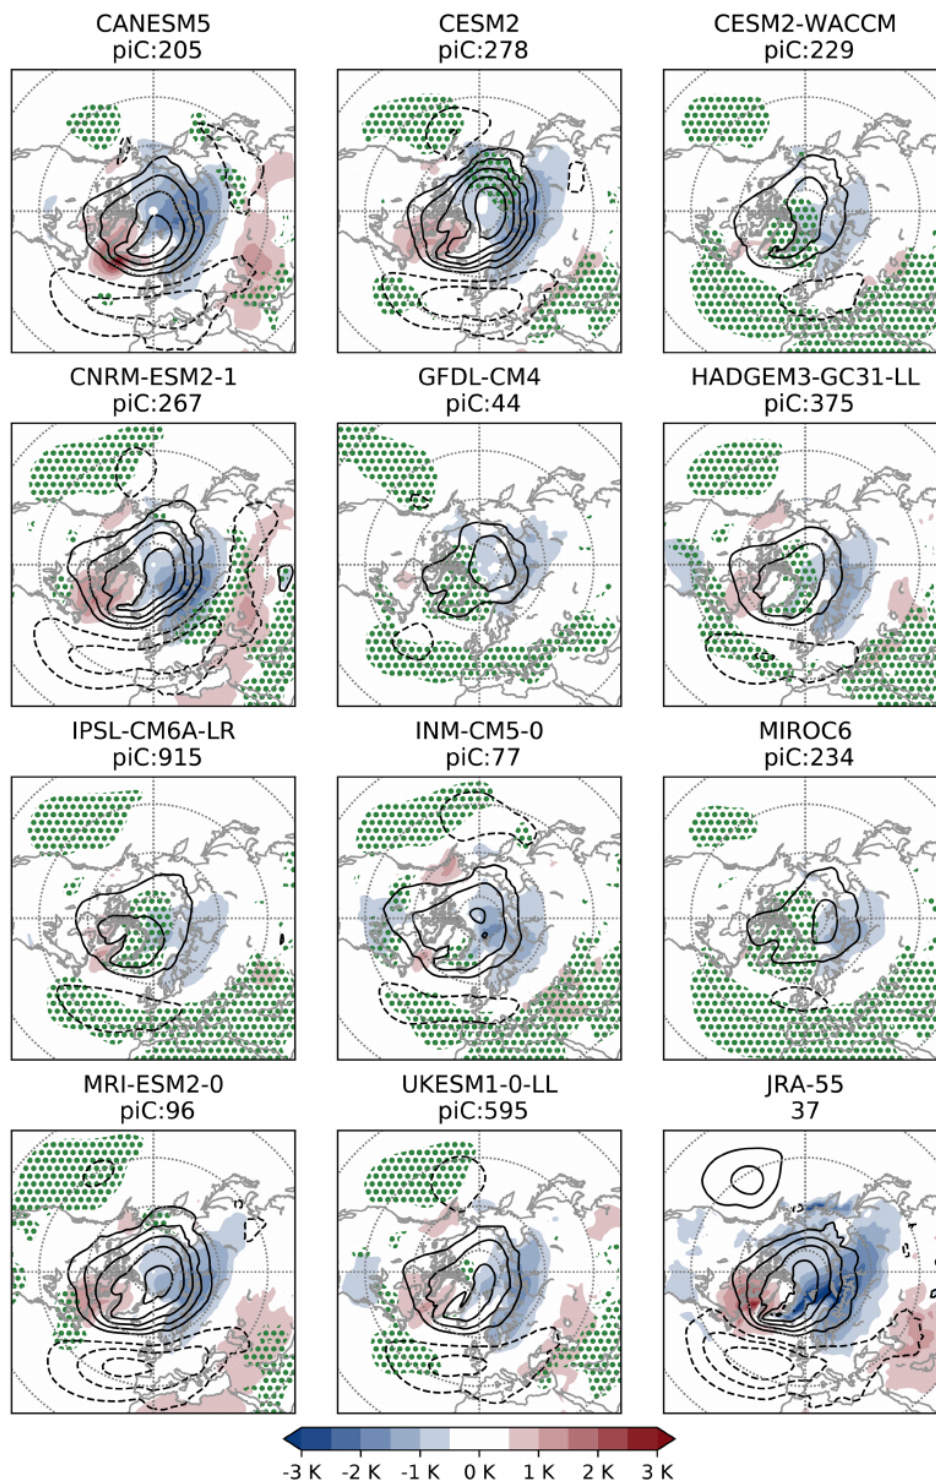 CANESM5
piC:205
CESM2
piC:278
CESM2-WACCM
piC:229
CNRM-ESM2-1
piC:267
GFDL-CM4
piC:44
HADGEM3-GC31-LL
piC:375
IPSL-CM6A-LR
piC:915
INM-CM5-0
piC:77
MIROC6
piC:234
MRI-ESM2-0
piC:96
UKESM1-0-LL
piC:595
JRA-55
37
-3 K -2 K -1 K 0 K 1 K 2 K 3 K